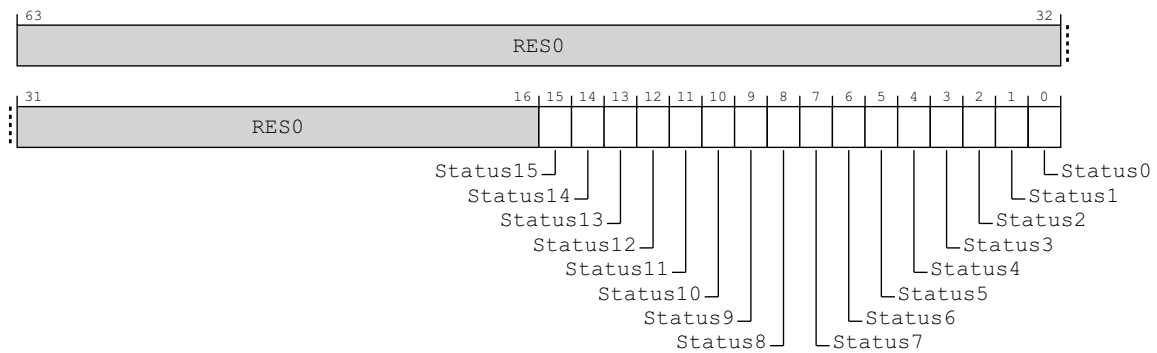 63 32
RES0
31 16 15 14 13 12 11 10 9 8 7 6 5 4 3 2 1 0
RES0
Status15 Status0
Status14 Status1
Status13 Status2
Status12 Status3
Status11 Status4
Status10 Status5
Status9 Status6
Status8 Status7